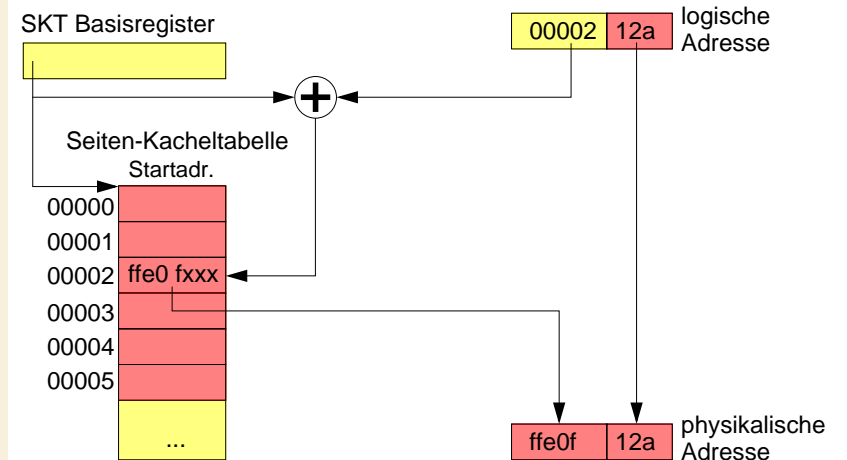 SKT Basisregister
00002 12a
logische
Adresse
+
Seiten-Kacheltabelle
Startadr.
00000
00001
00002 ffe0 fxxx
00003
00004
00005
...
ffe0f 12a
physikalische
Adresse